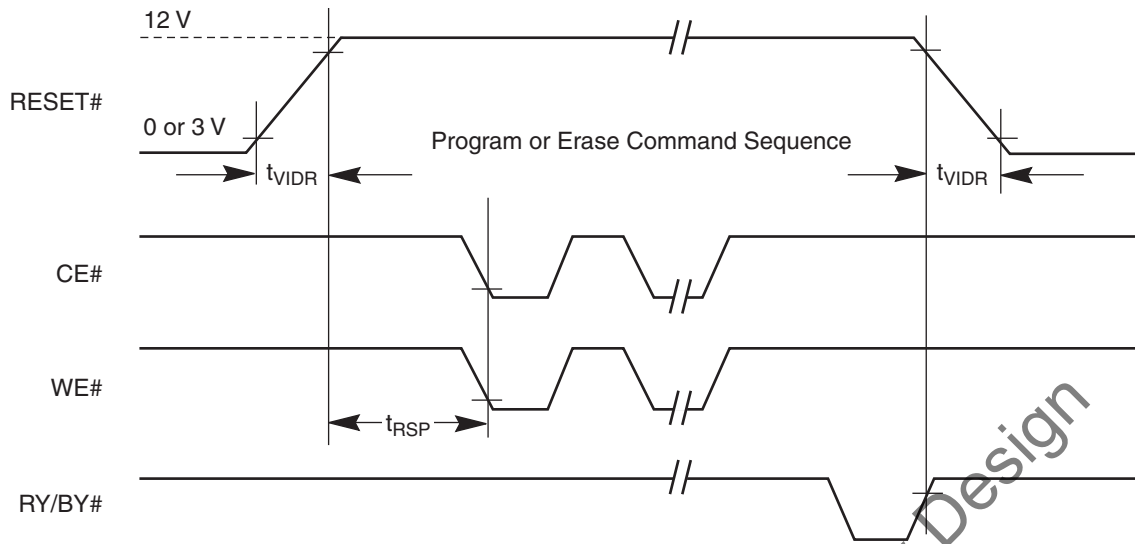 12 V
RESET#
0 or 3 V
Program or Erase Command Sequence
tVIDR
tVIDR
CE#
WE#
tRSP
RY/BY#
Design